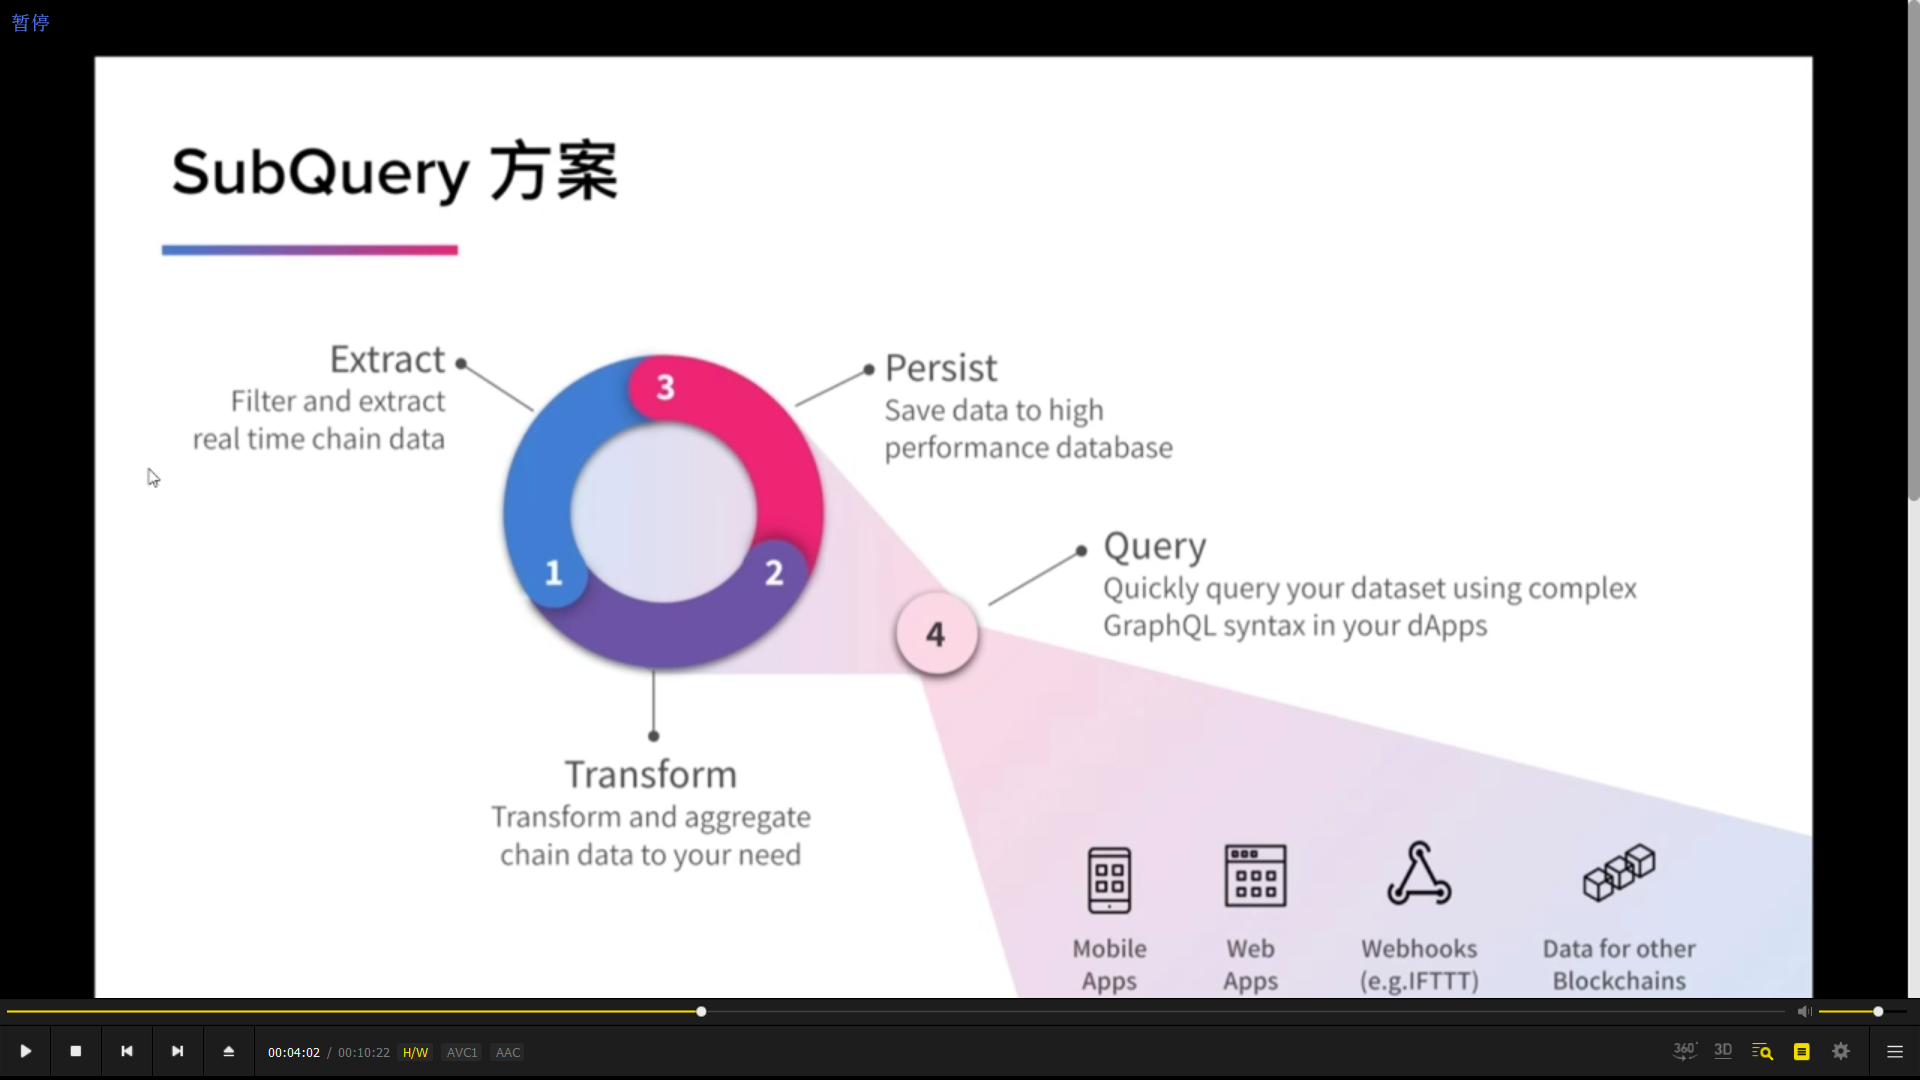 暂停
SubQuery 方案
Extract
Filter and extract
real time chain data
3
Persist
Save data to high
performance database
1
2
Query
Quickly query your dataset using complex
GraphQL syntax in your dApps
4
Transform
Transform and aggregate
chain data to your need
Mobile
Apps
Web
Apps
Webhooks
(e.g.IFTTT)
Data for other
Blockchains
00:04:02 / 00:10:22 H/W AVC1 AAC
360° 3D